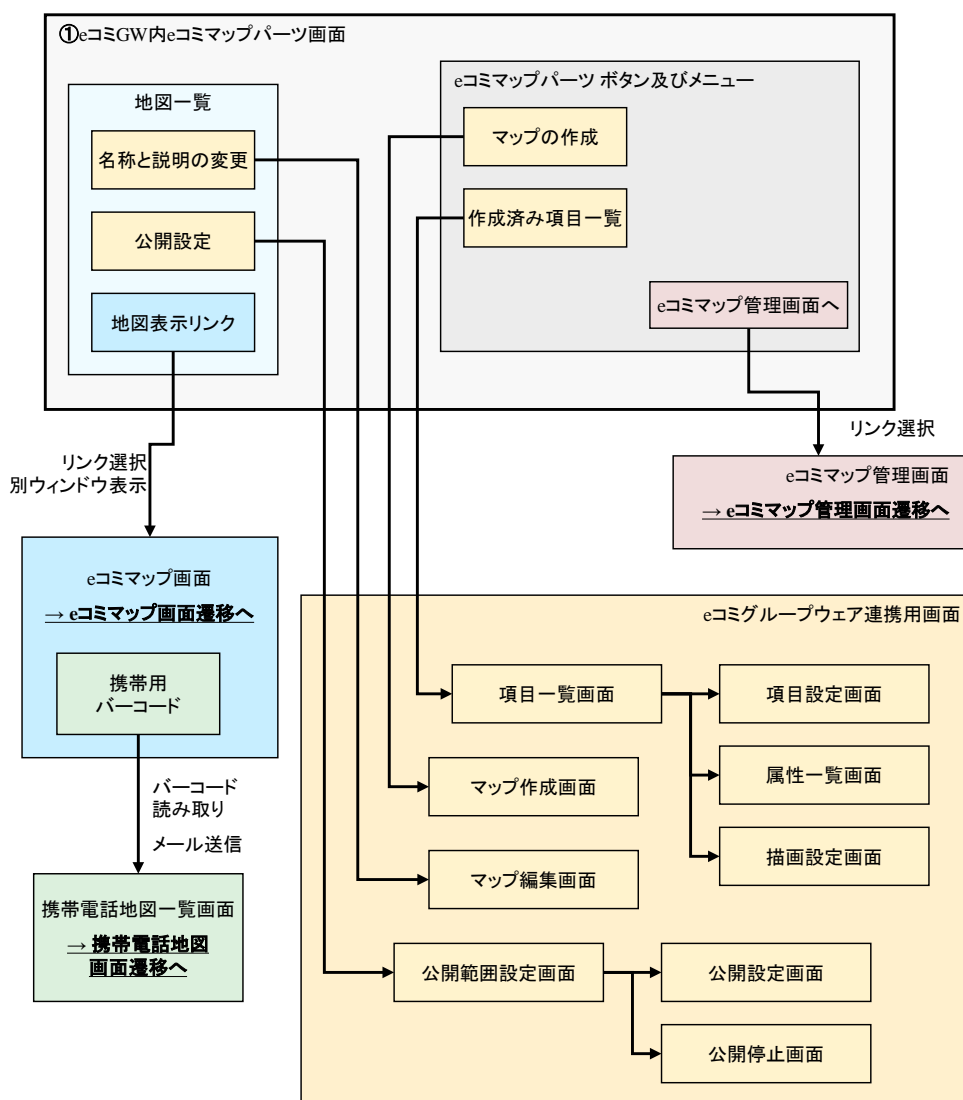 ①eコミGW内eコミマップパーツ画面
地図一覧
名称と説明の変更
公開設定
地図表示リンク
eコミマップパーツ ボタン及びメニュー
マップの作成
作成済み項目一覧
eコミマップ管理画面へ
リンク選択
別ウィンドウ表示
リンク選択
eコミマップ管理画面
→ eコミマップ管理画面遷移へ
eコミマップ画面
→ eコミマップ画面遷移へ
携帯用
バーコード
バーコード
読み取り
メール送信
携帯電話地図一覧画面
→ 携帯電話地図
画面遷移へ
eコミグループウェア連携用画面
項目一覧画面
項目設定画面
属性一覧画面
描画設定画面
マップ作成画面
マップ編集画面
公開範囲設定画面
公開設定画面
公開停止画面